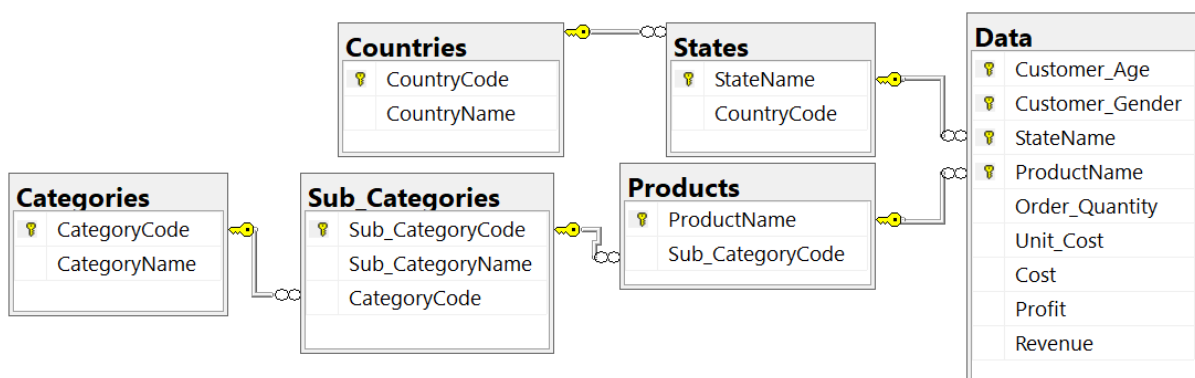 Countries
CountryCode
CountryName
States
StateName
CountryCode
Data
Customer_Age
Customer_Gender
StateName
ProductName
Order_Quantity
Unit_Cost
Cost
Profit
Revenue
Categories
CategoryCode
CategoryName
Sub_Categories
Sub_CategoryCode
Sub_CategoryName
CategoryCode
Products
ProductName
Sub_CategoryCode